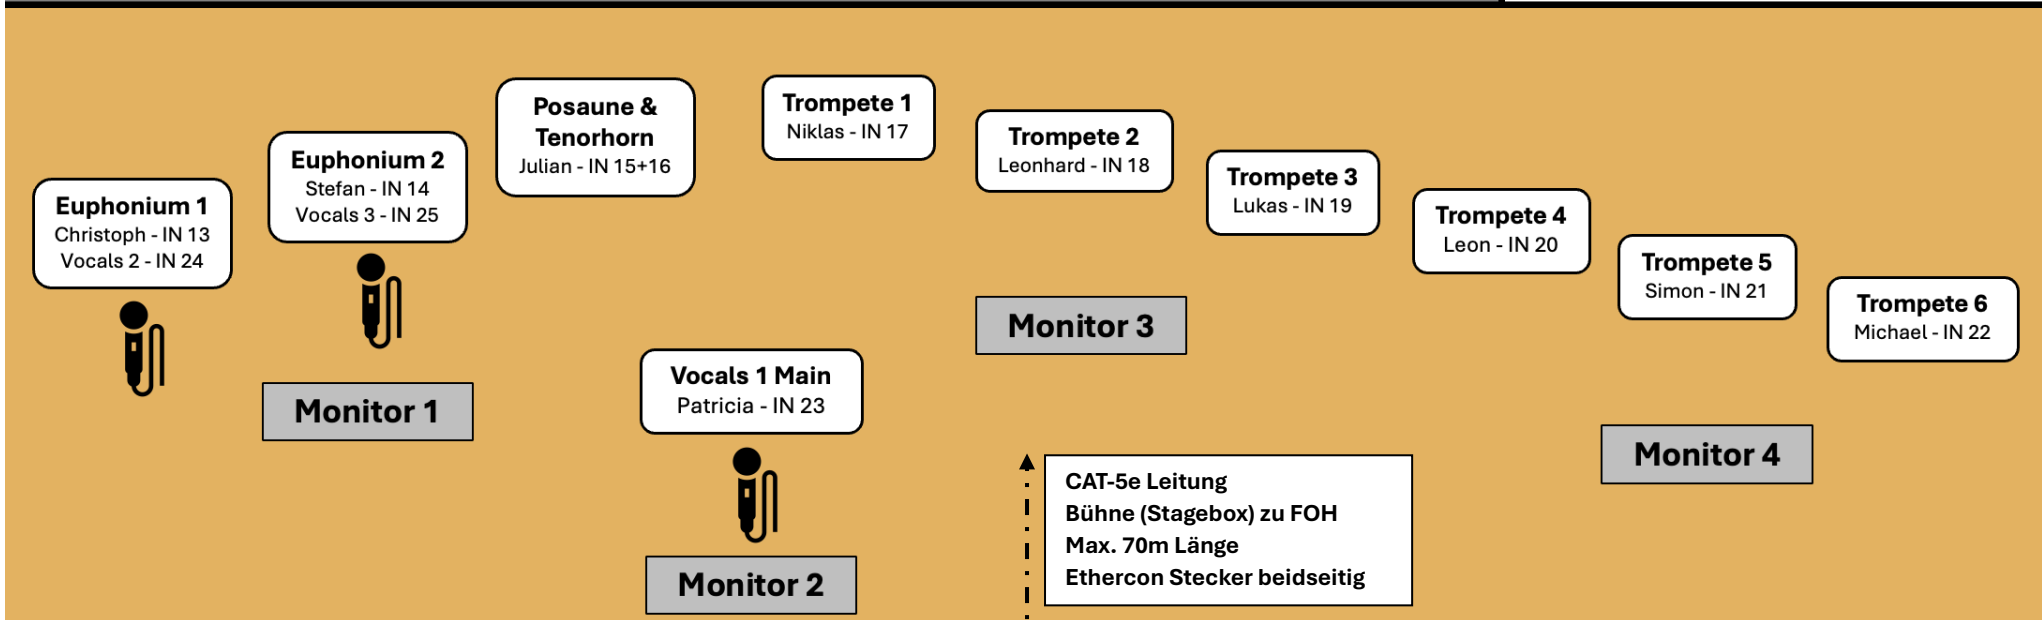 Euphonium 1
Christoph - IN 13
Vocals 2 - IN 24
Euphonium 2
Stefan - IN 14
Vocals 3 - IN 25
Posaune &
Tenorhorn
Julian - IN 15+16
Trompete 1
Niklas - IN 17
Trompete 2
Leonhard - IN 18
Trompete 3
Lukas - IN 19
Trompete 4
Leon - IN 20
Trompete 5
Simon - IN 21
Trompete 6
Michael - IN 22
Monitor 1
Vocals 1 Main
Patricia - IN 23
Monitor 2
Monitor 3
Monitor 4
CAT-5e Leitung
Bühne (Stagebox) zu FOH
Max. 70m Länge
Ethercon Stecker beidseitig